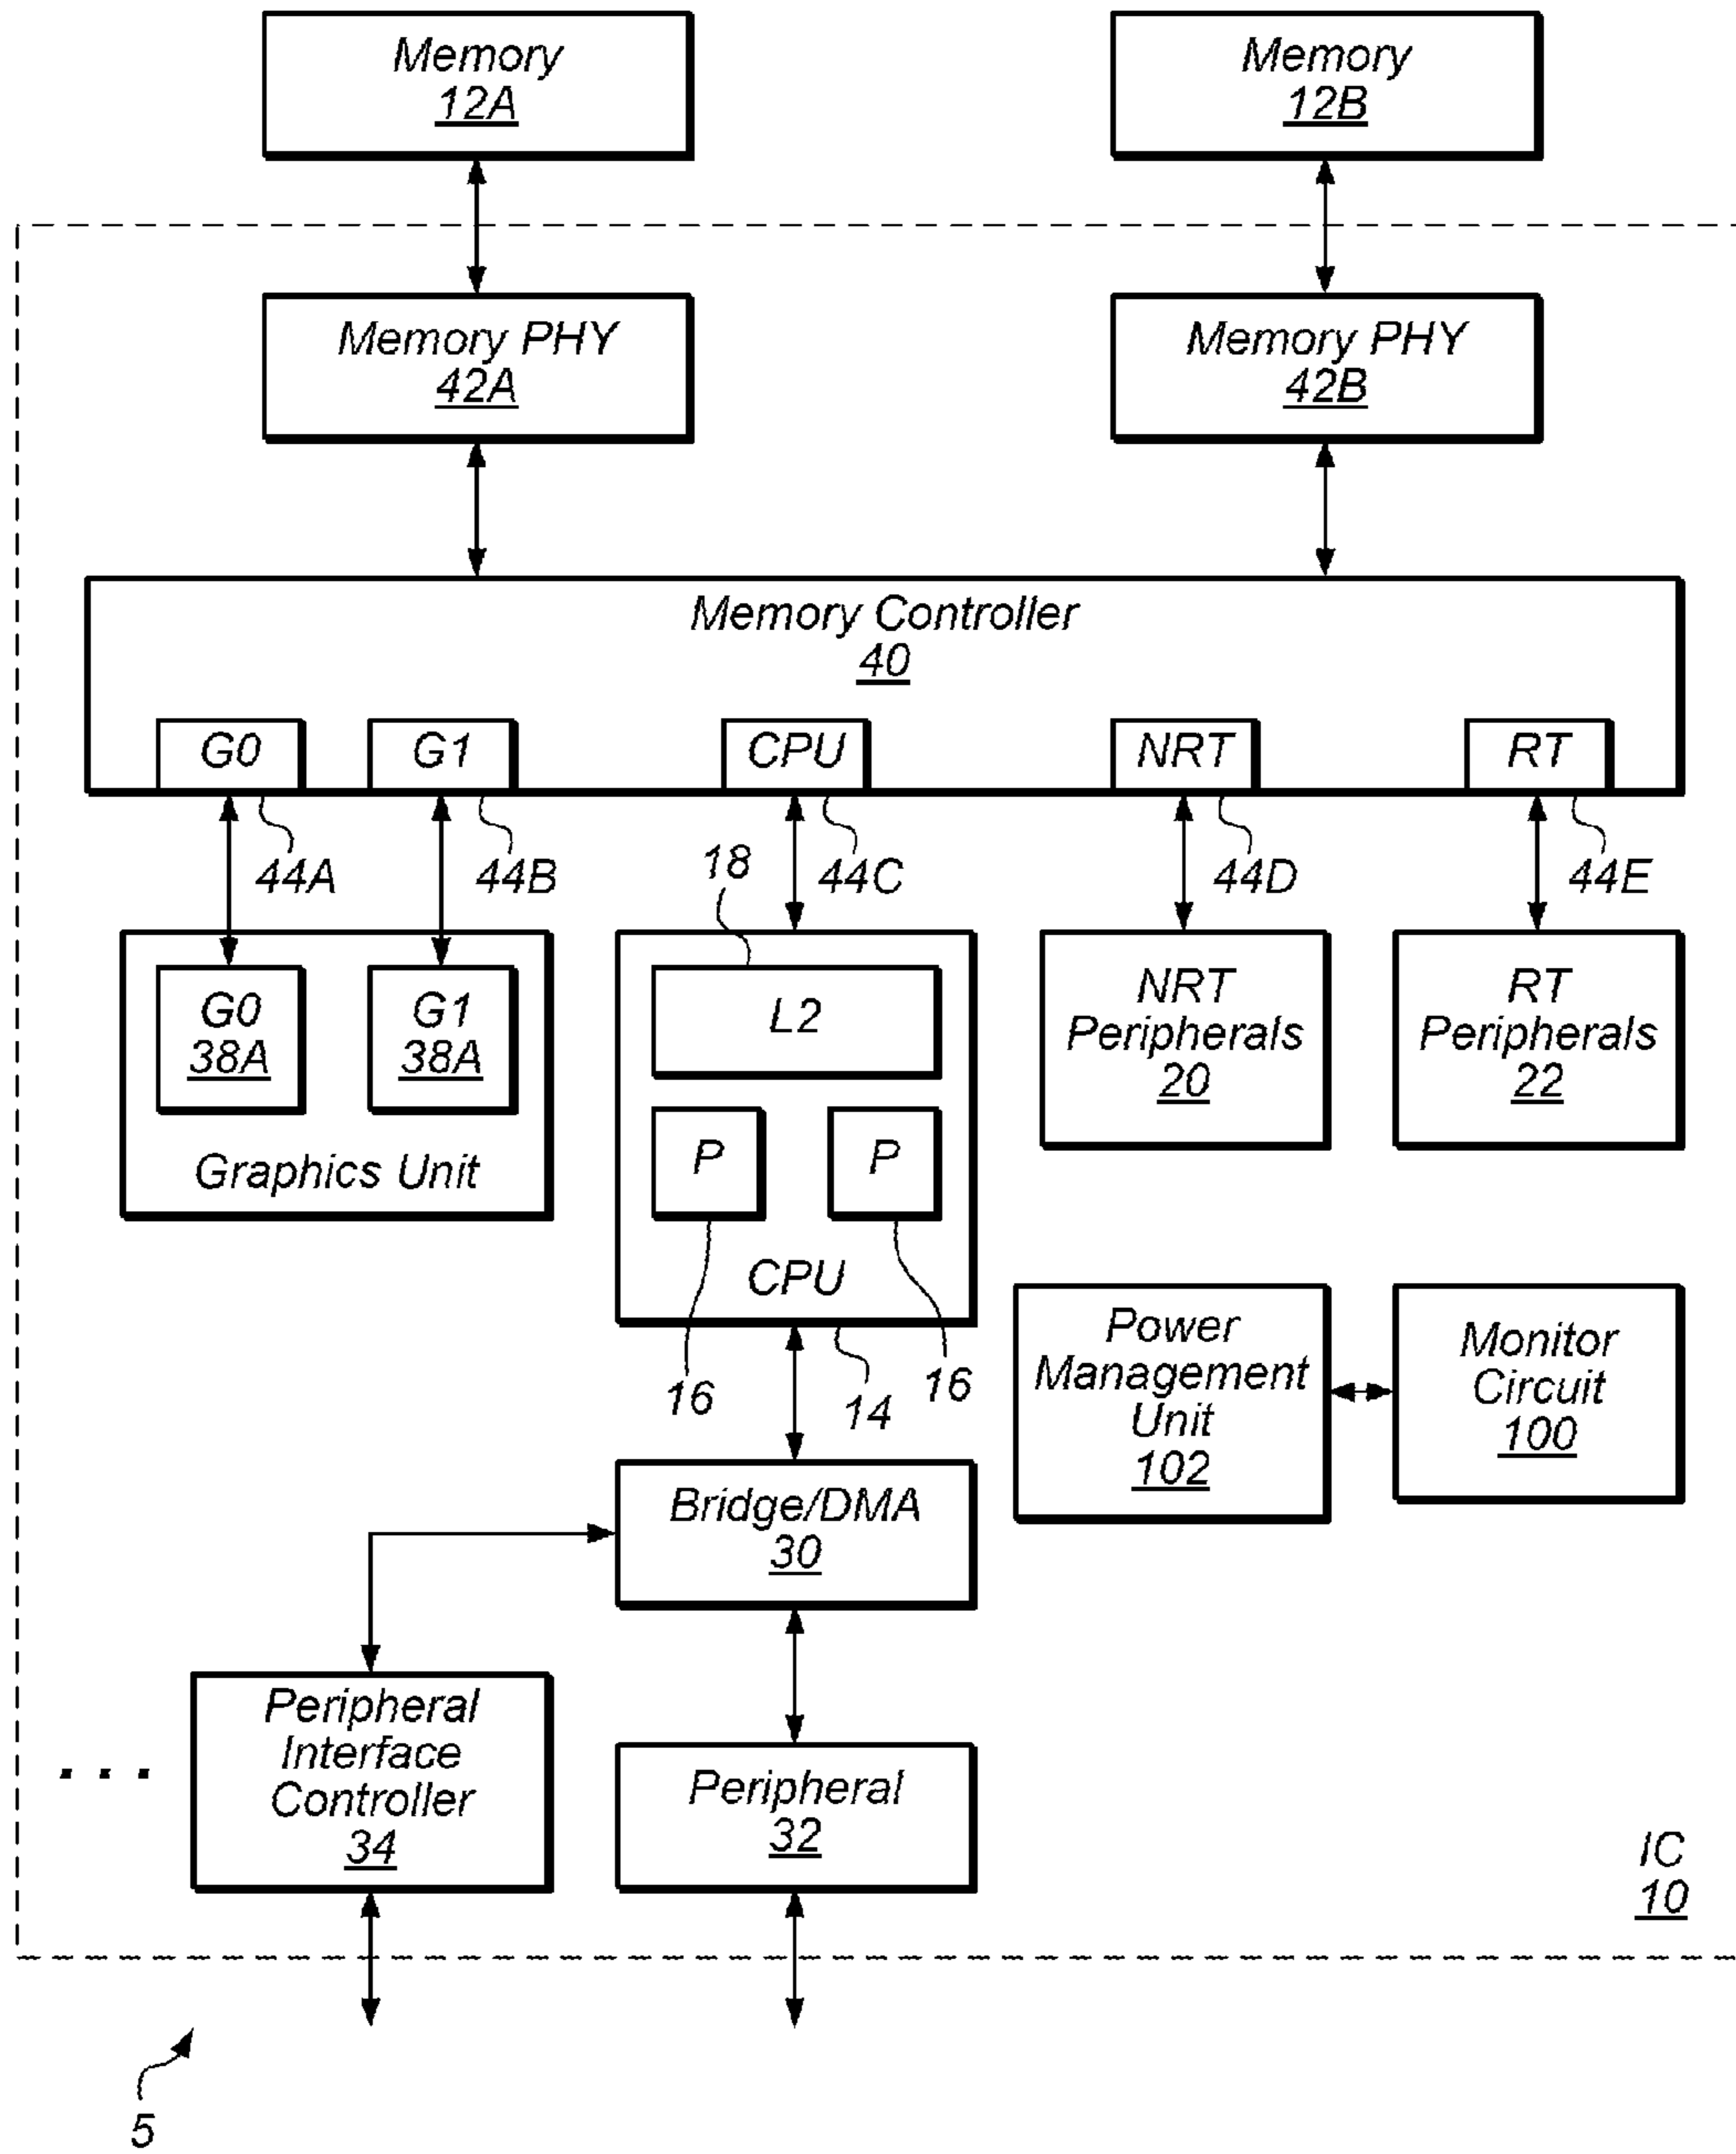 Memory
12A
Memory
12B
Memory PHY
42A
Memory PHY
42B
Memory Controller
40
G0
G1
CPU
NRT
RT
44A
44B
18
44C
44D
44E
G0
38A
G1
38A
Graphics Unit
L2
P
P
CPU
NRT
Peripherals
20
RT
Peripherals
22
16
14
16
Power
Management
Unit
102
Monitor
Circuit
100
Bridge/DMA
30
Peripheral
Interface
Controller
34
. . .
Peripheral
32
IC
10
5